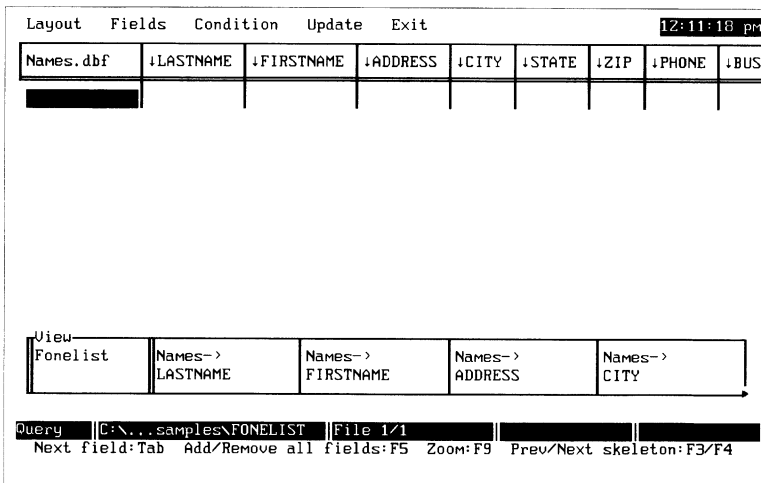 Layout Fields Condition Update Exit 12:11:18 pm
Names.dbf ↓LASTNAME ↓FIRSTNAME ↓ADDRESS ↓CITY ↓STATE ↓ZIP ↓PHONE ↓BUS
View
Fonelist Names-> Names-> Names-> Names->
LASTNAME FIRSTNAME ADDRESS CITY
Query C:\...samples\FONELIST File 1/1
Next field:Tab Add/Remove all fields:F5 Zoom:F9 Prev/Next skeleton:F3/F4